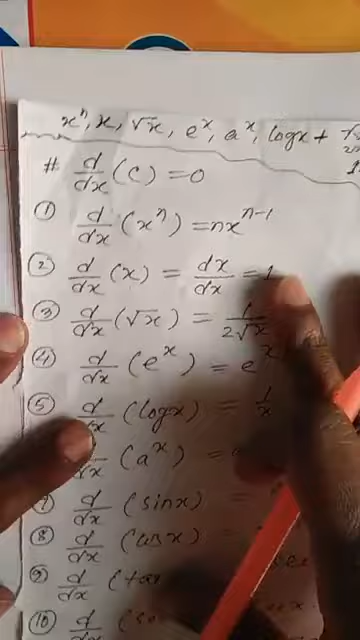 xⁿ, x, √x, eˣ, aˣ, logx +
# d/dx (C) = 0
① d/dx (xⁿ) = nxⁿ⁻¹
② d/dx (x) = dx/dx = 1
③ d/dx (√x) = 1/2√x
④ d/dx (eˣ) = eˣ
⑤ d/dx (logx) = 1/x
(aˣ) =
d/dx (sinx) =
⑧ d/dx (cosx)
⑨ d/dx
⑩ d/dx